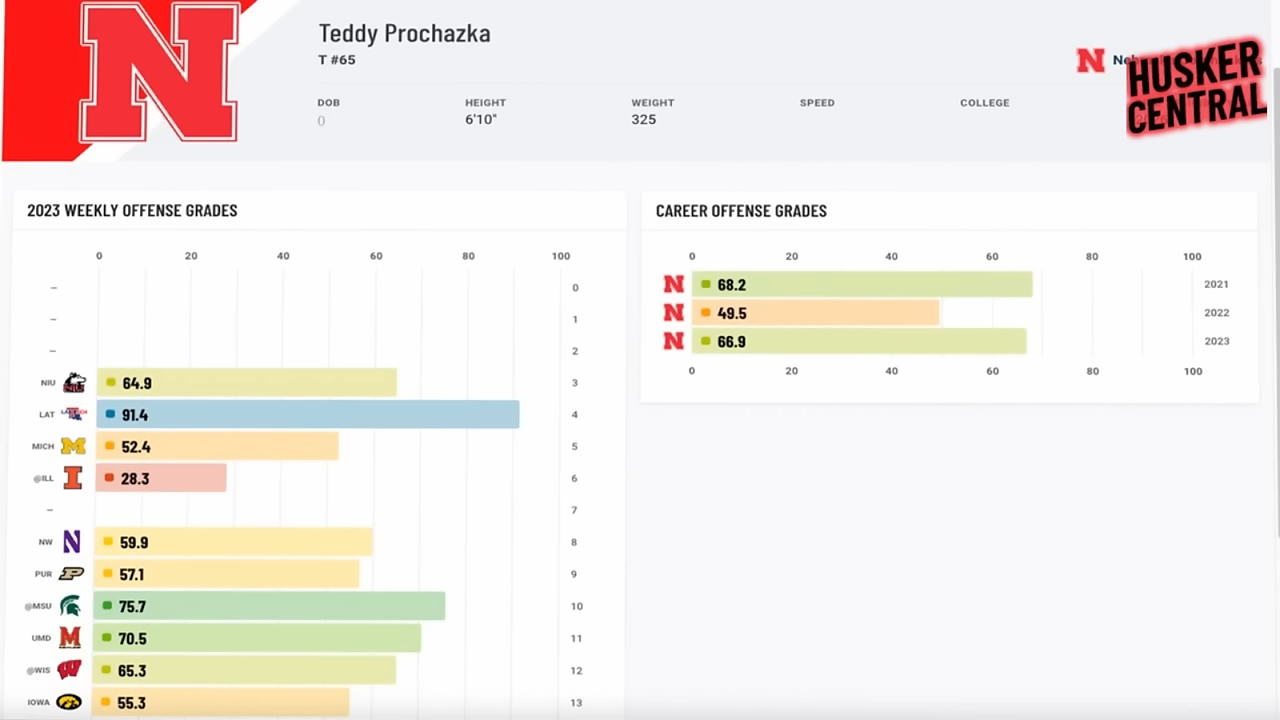 Teddy Prochazka
T #65
DOB HEIGHT WEIGHT SPEED COLLEGE
() 6'10" 325
HUSKER
CENTRAL
2023 WEEKLY OFFENSE GRADES
0 20 40 60 80 100
– 0
– 1
– 2
NIU 64.9 3
LAT 91.4 4
MICH 52.4 5
@ILL 28.3 6
– 7
NW 59.9 8
PUR 57.1 9
@MSU 75.7 10
UMD 70.5 11
@WIS 65.3 12
IOWA 55.3 13
CAREER OFFENSE GRADES
0 20 40 60 80 100
N 68.2 2021
N 49.5 2022
N 66.9 2023
0 20 40 60 80 100